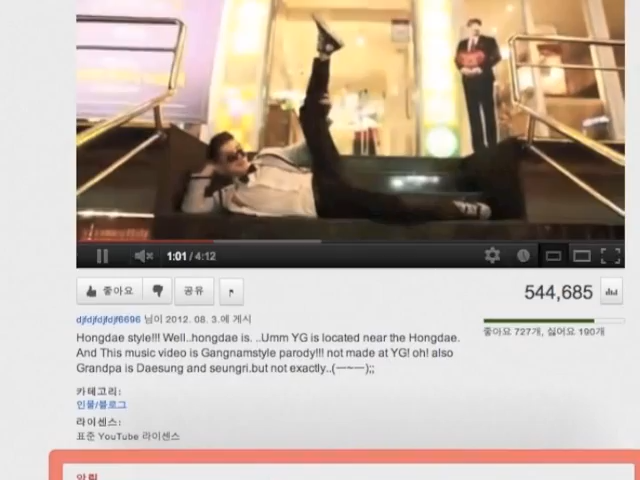 1:01 / 4:12
좋아요
공유
544,685
djfdjfdjfdjf6696 님이 2012. 08. 3.에 게시
좋아요 727개, 싫어요 190개
Hongdae style!!! Well..hongdae is. ..Umm YG is located near the Hongdae.
And This music video is Gangnamstyle parody!!! not made at YG! oh! also
Grandpa is Daesung and seungri.but not exactly..(一~一);;
카테고리:
인물/블로그
라이센스:
표준 YouTube 라이센스
알림